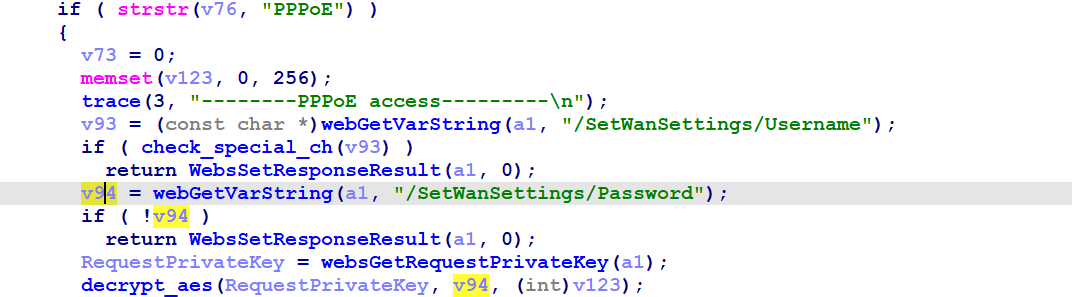 if ( strstr(v76, "PPPoE") )
{
v73 = 0;
memset(v123, 0, 256);
trace(3, "--------PPPoE access---------\n");
v93 = (const char *)webGetVarString(a1, "/SetWanSettings/Username");
if ( check_special_ch(v93) )
return WebsSetResponseResult(a1, 0);
v94 = webGetVarString(a1, "/SetWanSettings/Password");
if ( !v94 )
return WebsSetResponseResult(a1, 0);
RequestPrivateKey = websGetRequestPrivateKey(a1);
decrypt_aes(RequestPrivateKey, v94, (int)v123);